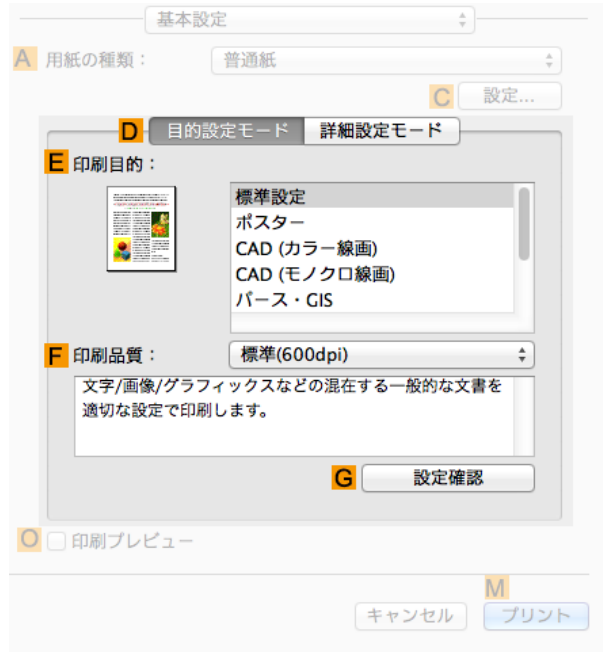 基本設定
A 用紙の種類： 普通紙
C 設定...
D 目的設定モード 詳細設定モード
E 印刷目的：
標準設定
ポスター
CAD (カラー線画)
CAD (モノクロ線画)
パース・GIS
F 印刷品質： 標準(600dpi)
文字/画像/グラフィックスなどの混在する一般的な文書を
適切な設定で印刷します。
G 設定確認
O 印刷プレビュー
M
キャンセル プリント